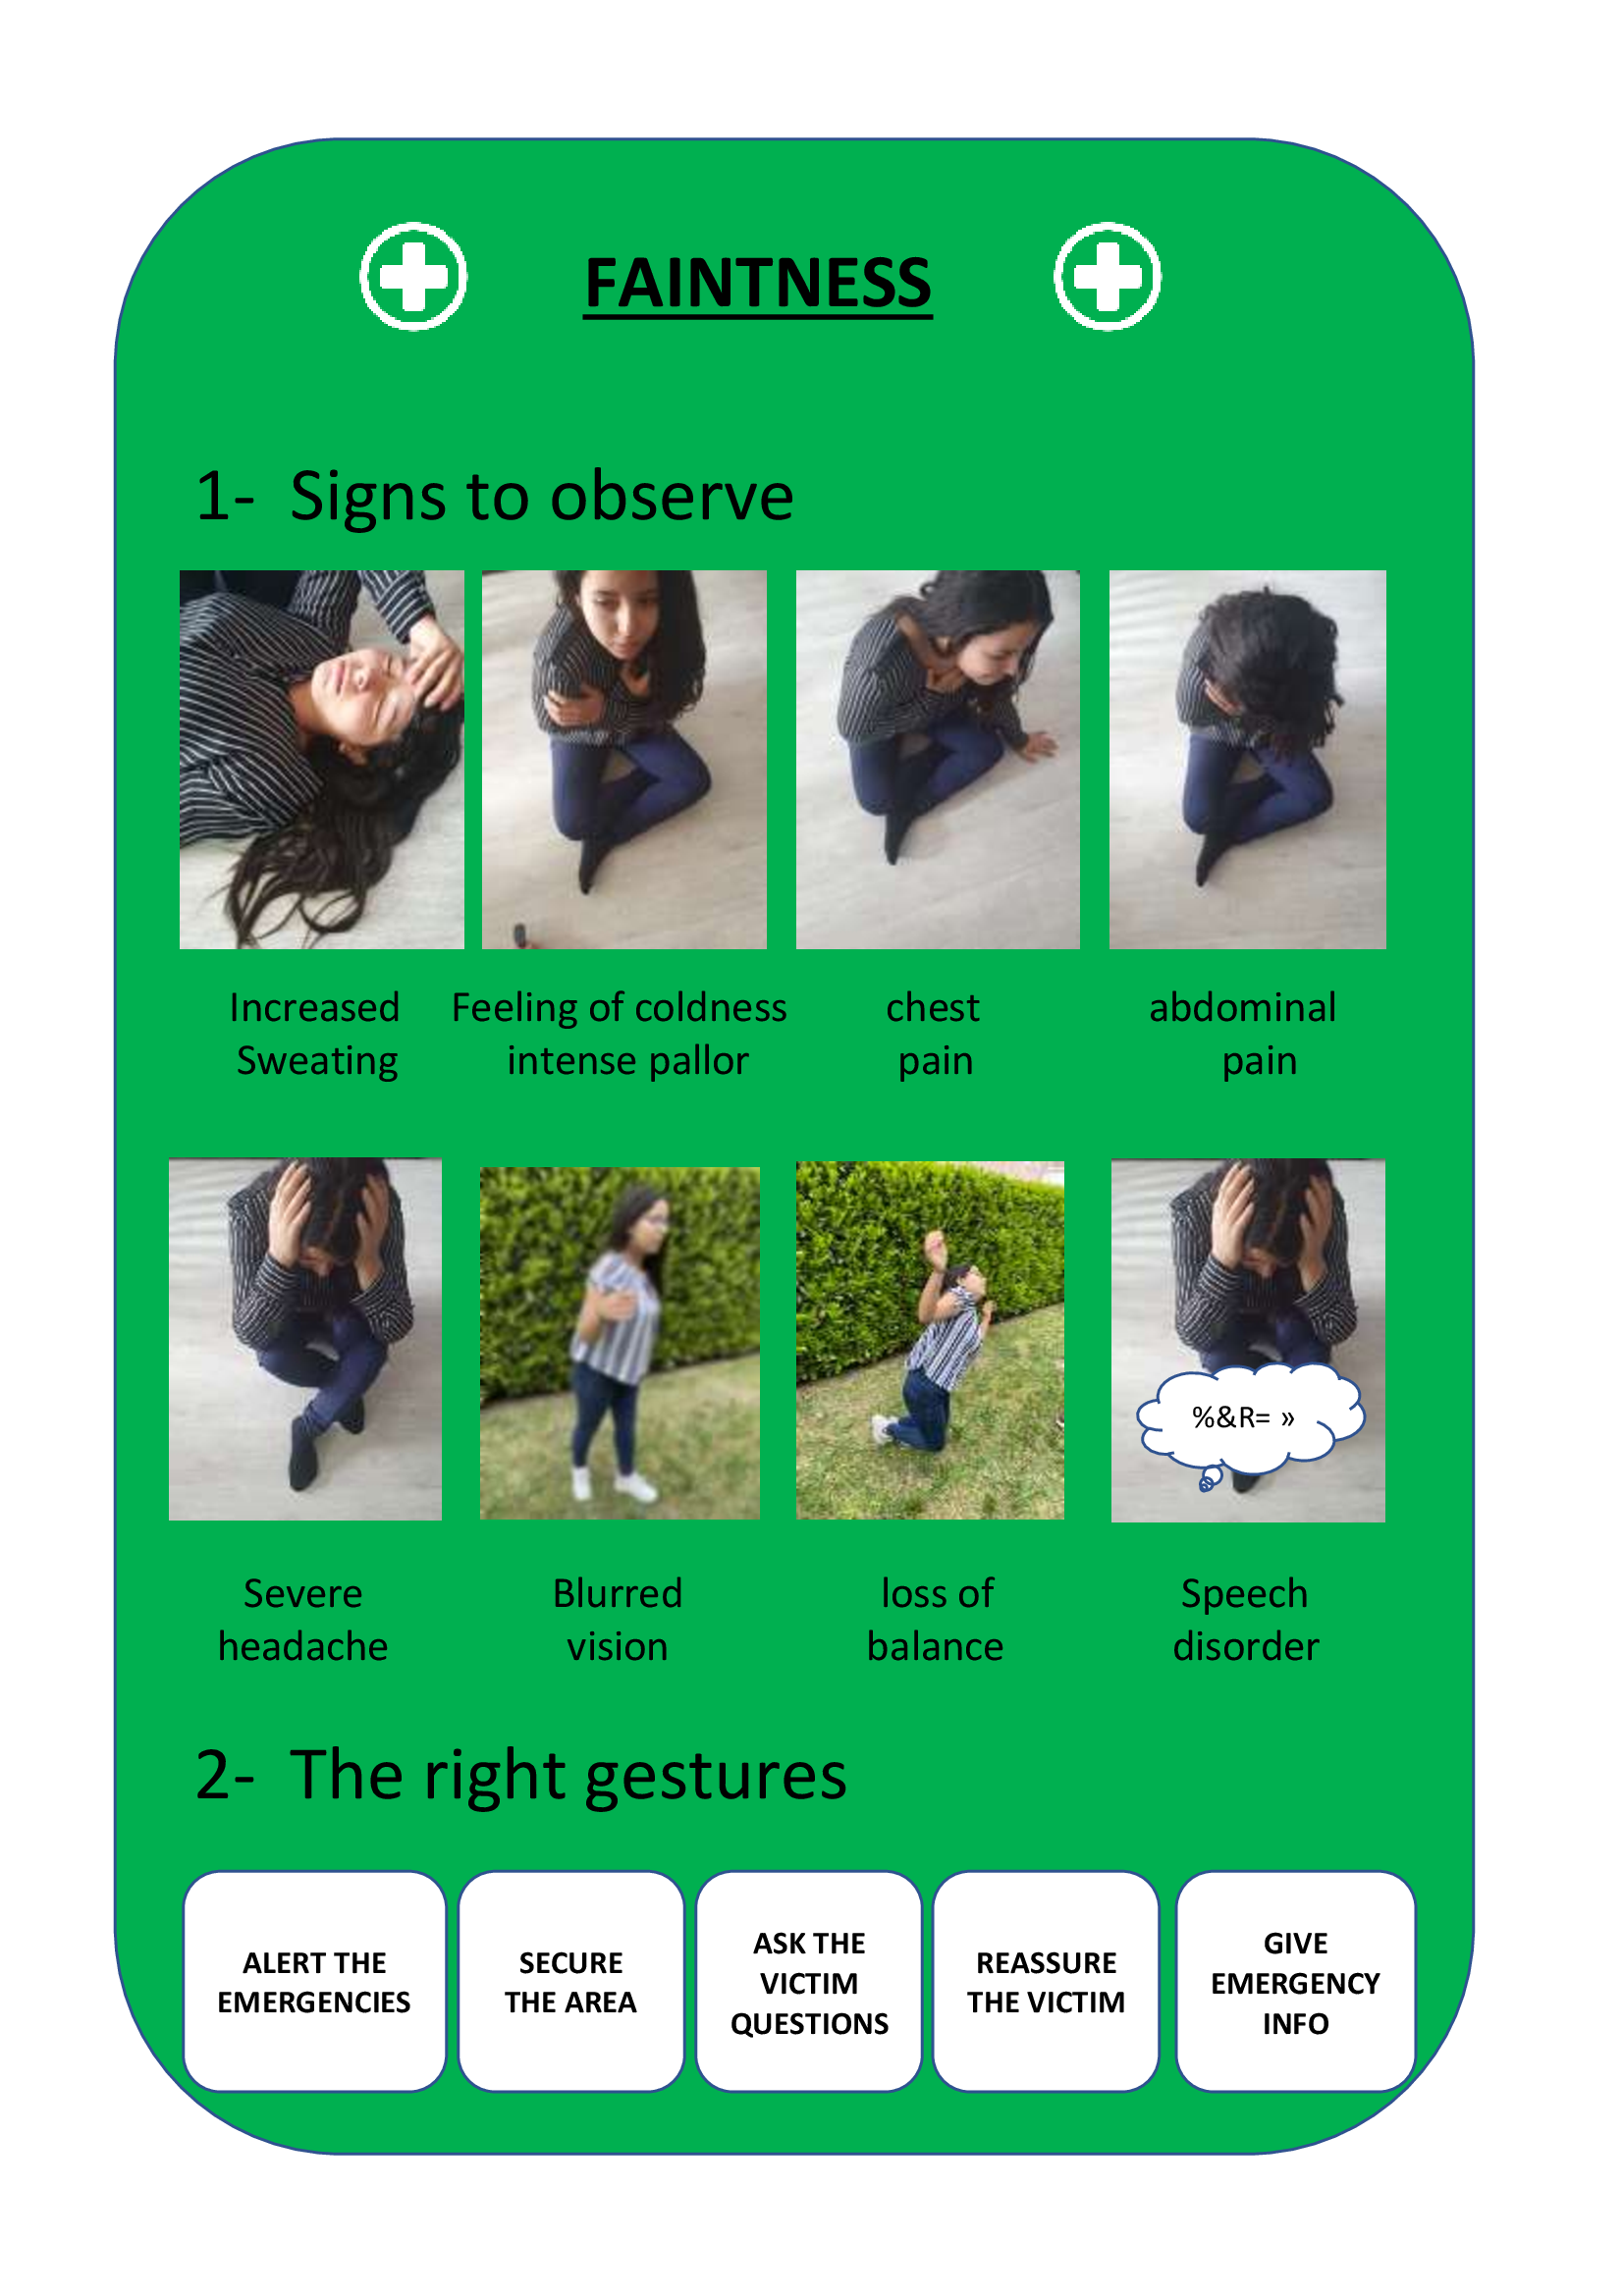 FAINTNESS
1- Signs to observe
Increased
Sweating
Feeling of coldness
intense pallor
chest
pain
abdominal
pain
%&R= »
Severe
headache
Blurred
vision
loss of
balance
Speech
disorder
2- The right gestures
ALERT THE
EMERGENCIES
SECURE
THE AREA
ASK THE
VICTIM
QUESTIONS
REASSURE
THE VICTIM
GIVE
EMERGENCY
INFO